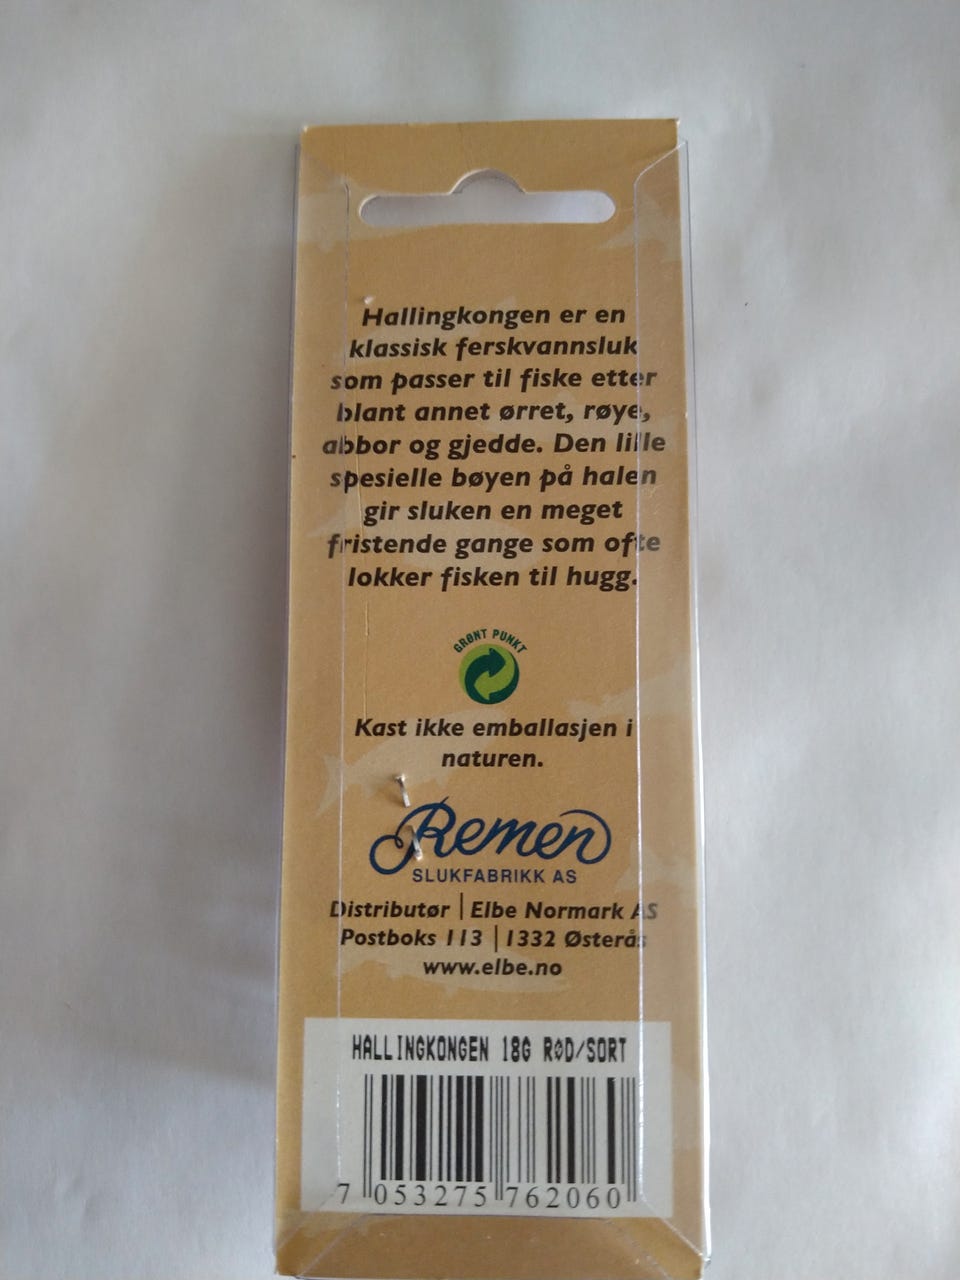 Hallingkongen er en
klassisk ferskvannsluk
som passer til fiske etter
blant annet ørret, røye,
abbor og gjedde. Den lille
spesielle bøyen på halen
gir sluken en meget
fristende gange som ofte
lokker fisken til hugg.
GRØNT PUNKT
Kast ikke emballasjen i
naturen.
Remen
SLUKFABRIKK AS
Distributør | Elbe Normark AS
Postboks 113 | 1332 Østerås
www.elbe.no
HALLINGKONGEN 18G RØD/SORT
7 053275 762060